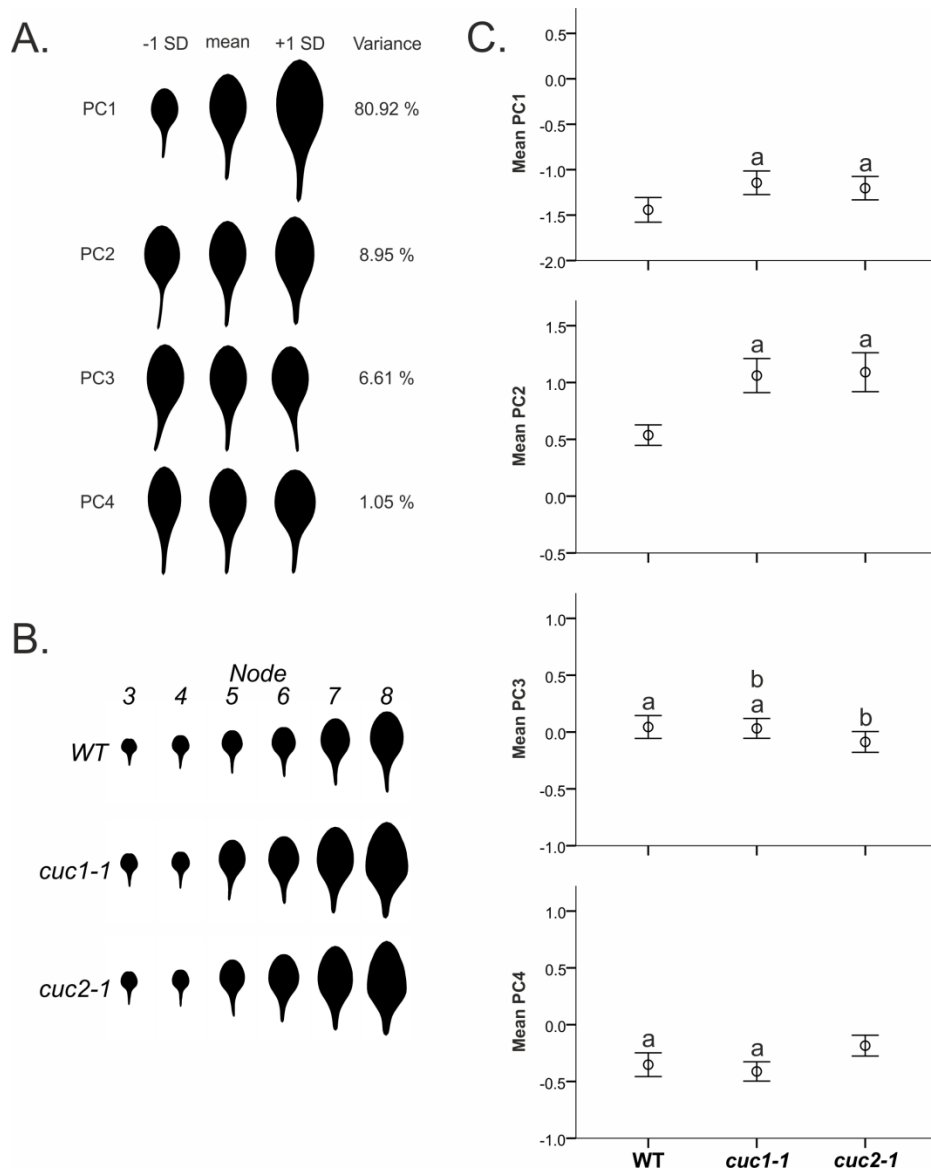 A.
-1 SD mean +1 SD Variance
PC1 80.92 %
PC2 8.95 %
PC3 6.61 %
PC4 1.05 %
B.
Node
3 4 5 6 7 8
WT
cuc1-1
cuc2-1
C.
Mean PC1
0.5
0.0
-0.5
-1.0
-1.5
-2.0
a a
Mean PC2
1.5
1.0
0.5
0.0
-0.5
a a
Mean PC3
1.0
0.5
0.0
-0.5
-1.0
b
a a b
Mean PC4
1.0
0.5
0.0
-0.5
-1.0
a a
WT cuc1-1 cuc2-1